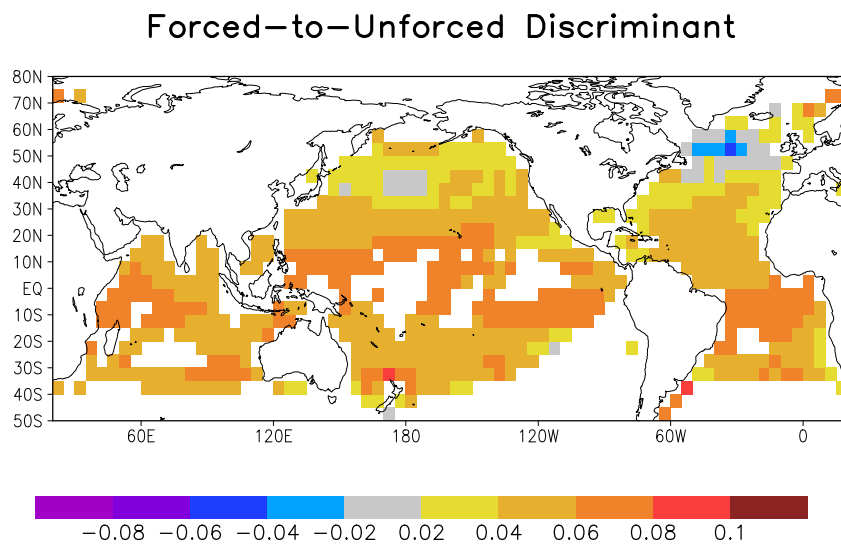 Forced−to−Unforced Discriminant
80N
70N
60N
50N
40N
30N
20N
10N
EQ
10S
20S
30S
40S
50S
60E 120E 180 120W 60W 0
−0.08 −0.06 −0.04 −0.02 0.02 0.04 0.06 0.08 0.1